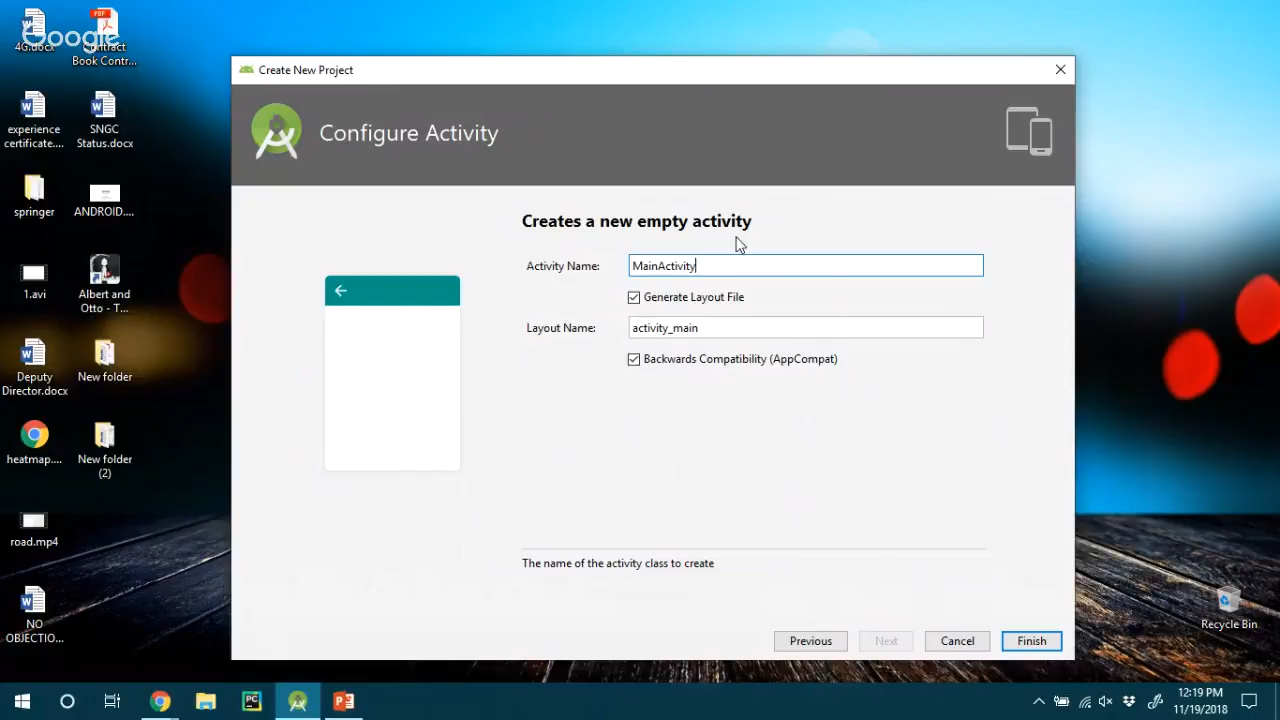 Google
4G.docx
PDF
Contract
Book Contr...
experience
certificate....
SNGC
Status.docx
springer
ANDROID....
1.avi
Albert and
Otto - T...
Deputy
Director.docx
New folder
heatmap....
New folder
(2)
road.mp4
NO
OBJECTIO...
Create New Project
Configure Activity
Creates a new empty activity
Activity Name:
MainActivity
Generate Layout File
Layout Name:
activity_main
Backwards Compatibility (AppCompat)
The name of the activity class to create
Previous
Next
Cancel
Finish
Recycle Bin
PC
12:19 PM
11/19/2018